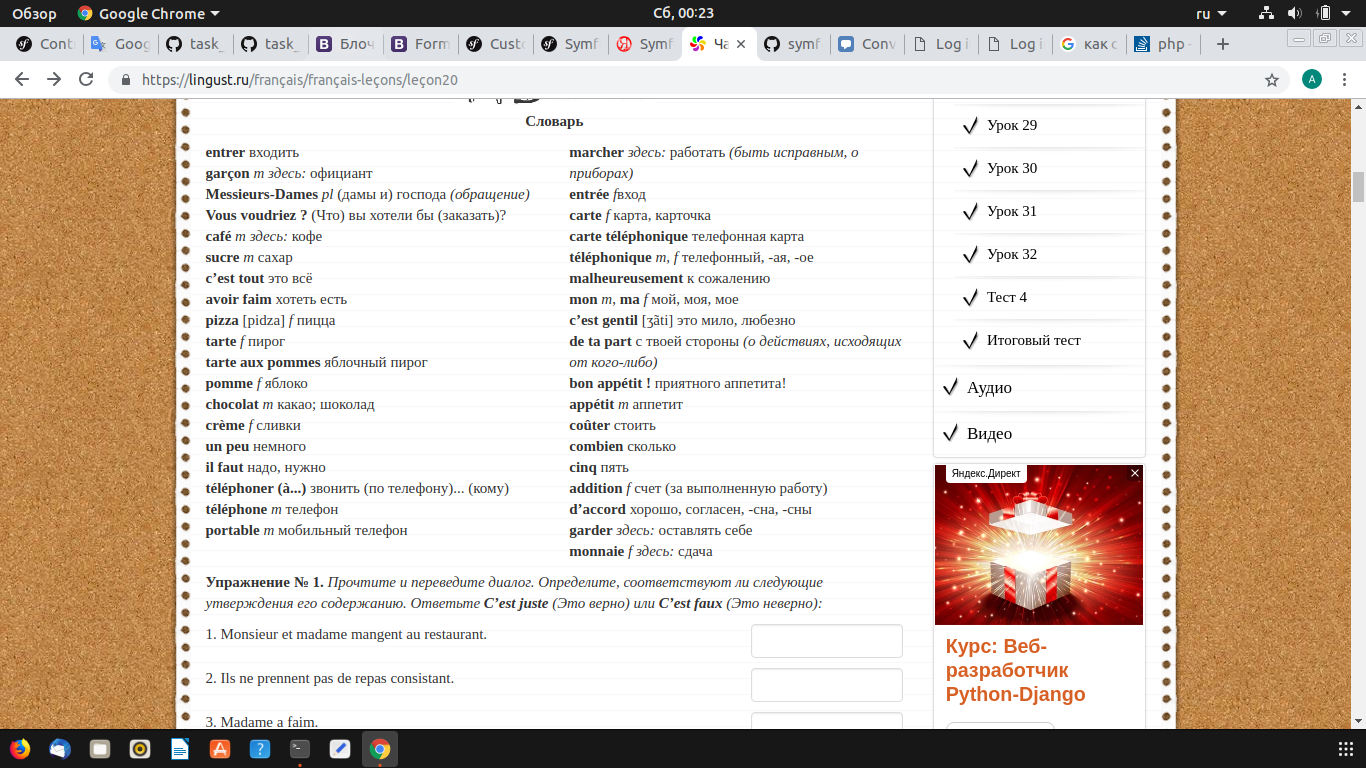 Обзор
Google Chrome
Сб, 00:23
ru
Cont
Goog
task_
task_
Блоч
Form
Custo
Symf
Symf
Ча
symf
Conv
Log i
Log i
как с
php -
https://lingust.ru/français/français-leçons/leçon20
A
Словарь
entrer входить
garçon m здесь: официант
Messieurs-Dames pl (дамы и) господа (обращение)
Vous voudriez ? (Что) вы хотели бы (заказать)?
café m здесь: кофе
sucre m сахар
c’est tout это всё
avoir faim хотеть есть
pizza [pidza] f пицца
tarte f пирог
tarte aux pommes яблочный пирог
pomme f яблоко
chocolat m какао; шоколад
crème f сливки
un peu немного
il faut надо, нужно
téléphoner (à...) звонить (по телефону)... (кому)
téléphone m телефон
portable m мобильный телефон
marcher здесь: работать (быть исправным, о
приборах)
entrée fвход
carte f карта, карточка
carte téléphonique телефонная карта
téléphonique m, f телефонный, -ая, -ое
malheureusement к сожалению
mon m, ma f мой, моя, мое
c’est gentil [ʒãti] это мило, любезно
de ta part с твоей стороны (о действиях, исходящих
от кого-либо)
bon appétit ! приятного аппетита!
appétit m аппетит
coûter стоить
combien сколько
cinq пять
addition f счет (за выполненную работу)
d’accord хорошо, согласен, -сна, -сны
garder здесь: оставлять себе
monnaie f здесь: сдача
Упражнение № 1. Прочтите и переведите диалог. Определите, соответствуют ли следующие
утверждения его содержанию. Ответьте C’est juste (Это верно) или C’est faux (Это неверно):
1. Monsieur et madame mangent au restaurant.
2. Ils ne prennent pas de repas consistant.
3. Madame a faim.
Урок 29
Урок 30
Урок 31
Урок 32
Тест 4
Итоговый тест
Аудио
Видео
Яндекс.Директ
Курс: Веб-
разработчик
Python-Django